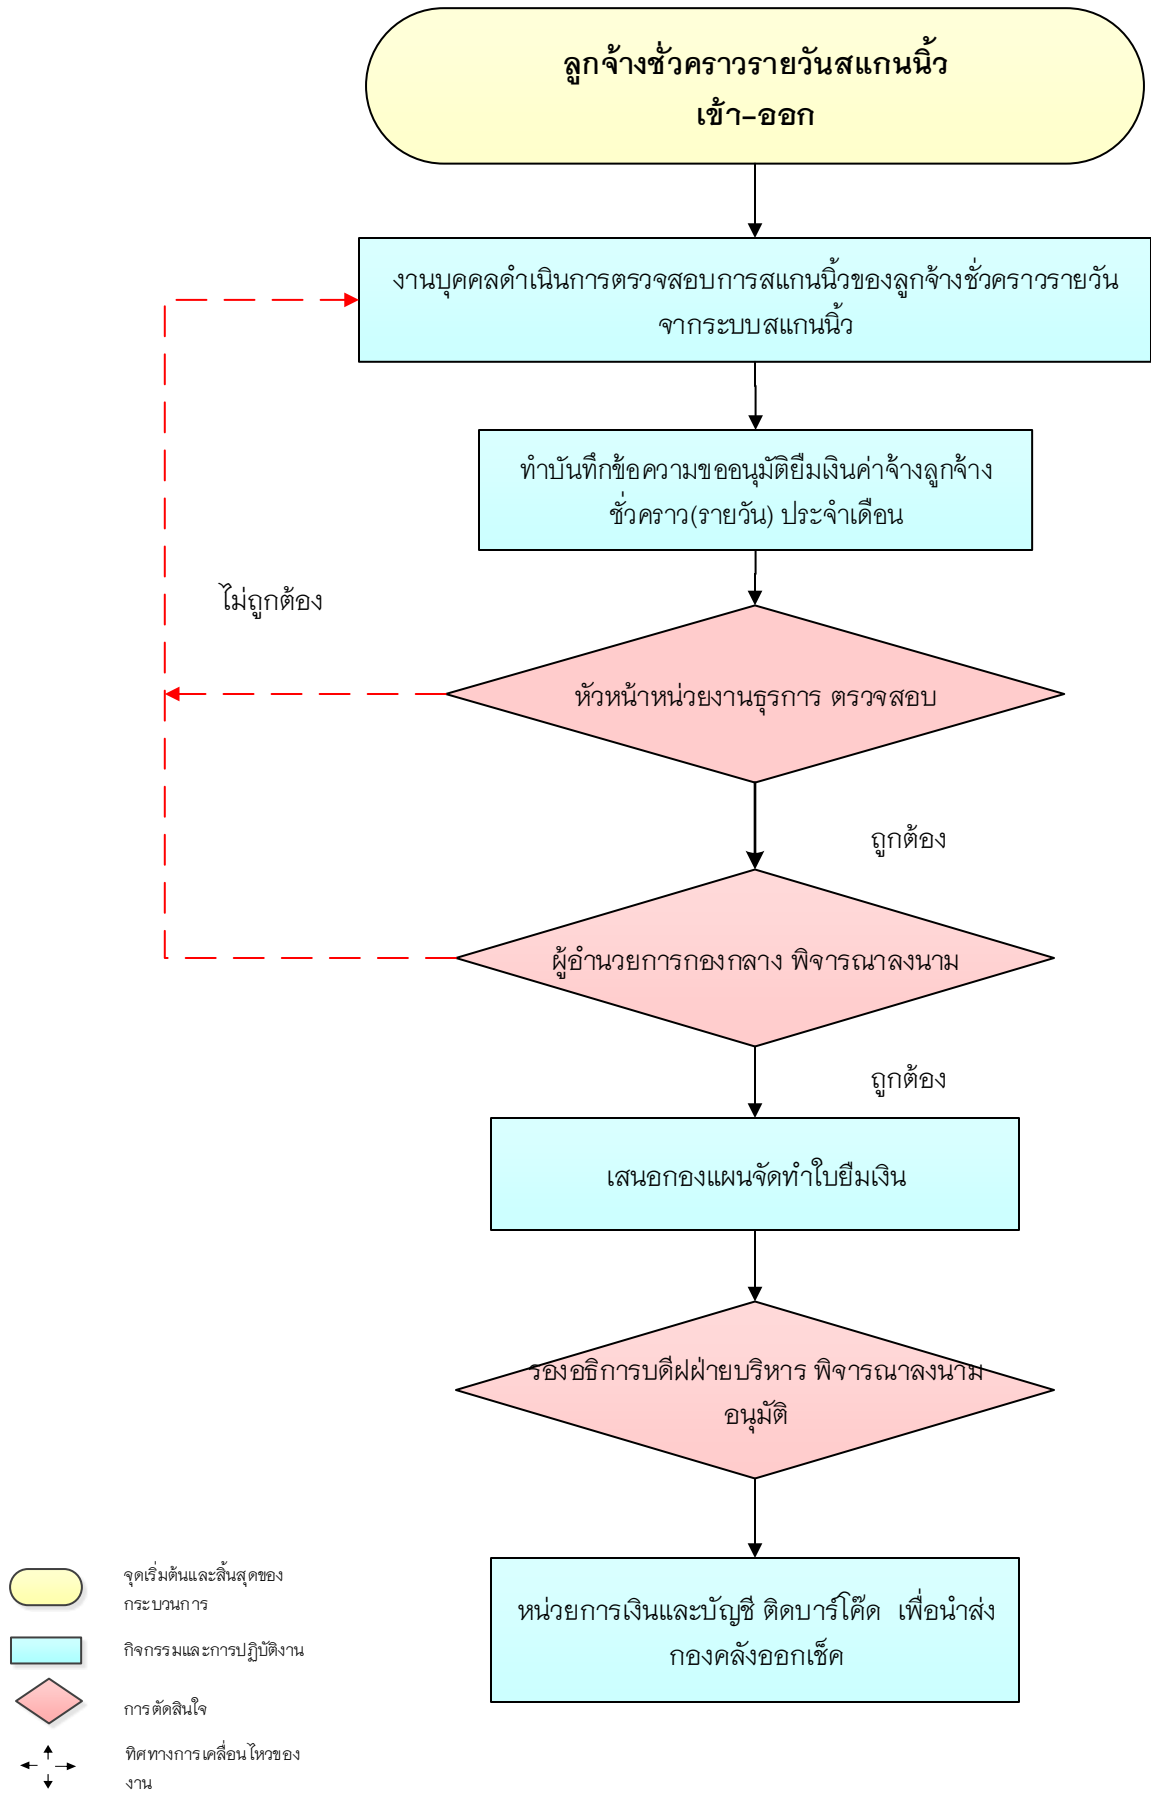 ลูกจ้างชั่วคราวรายวันสแกนนิ้ว
เข้า-ออก
งานบุคคลดำเนินการตรวจสอบการสแกนนิ้วของลูกจ้างชั่วคราวรายวัน
จากระบบสแกนนิ้ว
ทำบันทึกข้อความขออนุมัติยืมเงินค่าจ้างลูกจ้าง
ชั่วคราว(รายวัน) ประจำเดือน
ไม่ถูกต้อง
หัวหน้าหน่วยงานธุรการ ตรวจสอบ
ถูกต้อง
ผู้อำนวยการกองกลาง พิจารณาลงนาม
ถูกต้อง
เสนอกองแผนจัดทำใบยืมเงิน
รองอธิการบดีฝ่ายบริหาร พิจารณาลงนาม
อนุมัติ
หน่วยการเงินและบัญชี ติดบาร์โค๊ด เพื่อนำส่ง
กองคลังออกเช็ค
จุดเริ่มต้นและสิ้นสุดของ
กระบวนการ
กิจกรรมและการปฏิบัติงาน
การตัดสินใจ
ทิศทางการเคลื่อนไหวของ
งาน